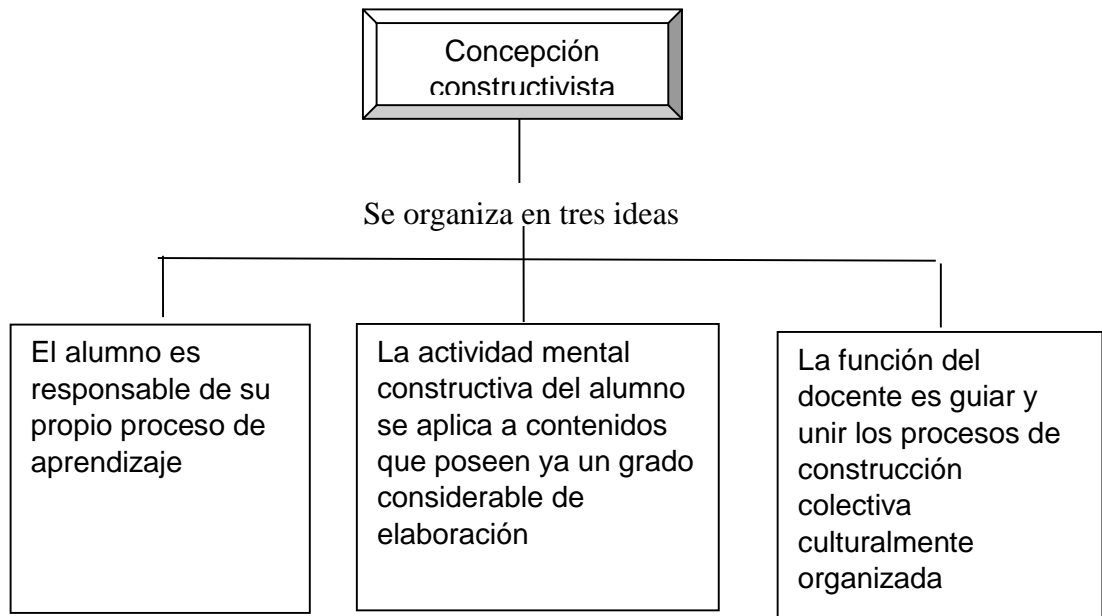 Concepción
constructivista
Se organiza en tres ideas
El alumno es
responsable de su
propio proceso de
aprendizaje
La actividad mental
constructiva del alumno
se aplica a contenidos
que poseen ya un grado
considerable de
elaboración
La función del
docente es guiar y
unir los procesos de
construcción
colectiva
culturalmente
organizada